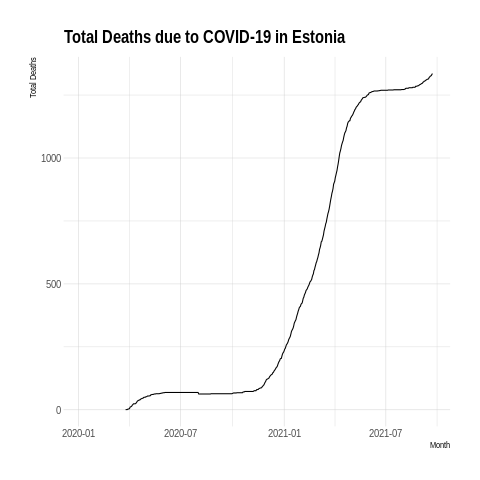 Total Deaths due to COVID-19 in Estonia
Total Deaths
1000
500
0
2020-01 2020-07 2021-01 2021-07
Month